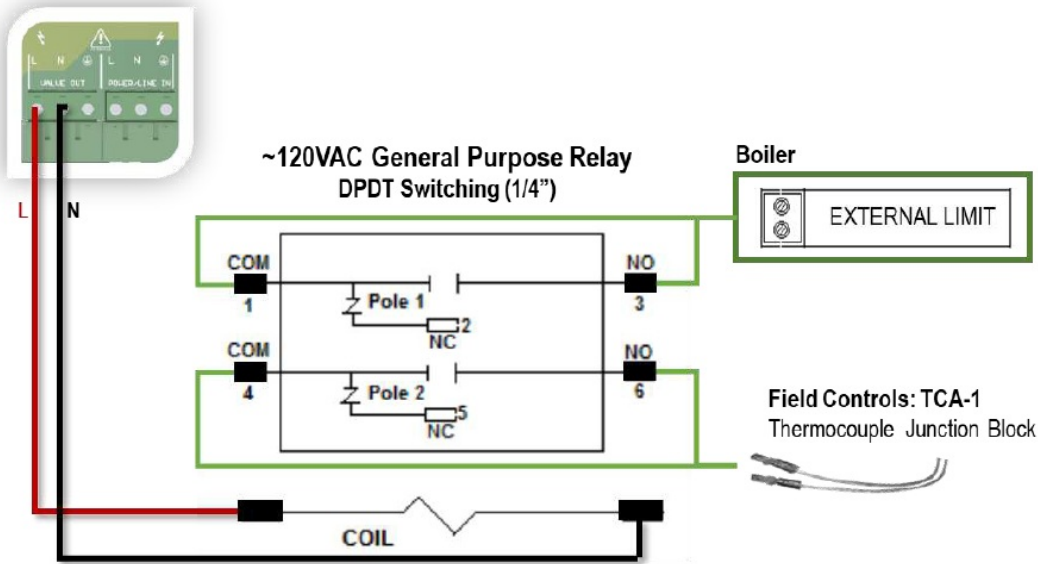 L N L N
VALVE OUT POWER/LINE IN
L N
~120VAC General Purpose Relay
DPDT Switching (1/4”)
Boiler
EXTERNAL LIMIT
COM
1
Pole 1
2
NC
NO
3
COM
4
Pole 2
5
NC
NO
6
Field Controls: TCA-1
Thermocouple Junction Block
COIL